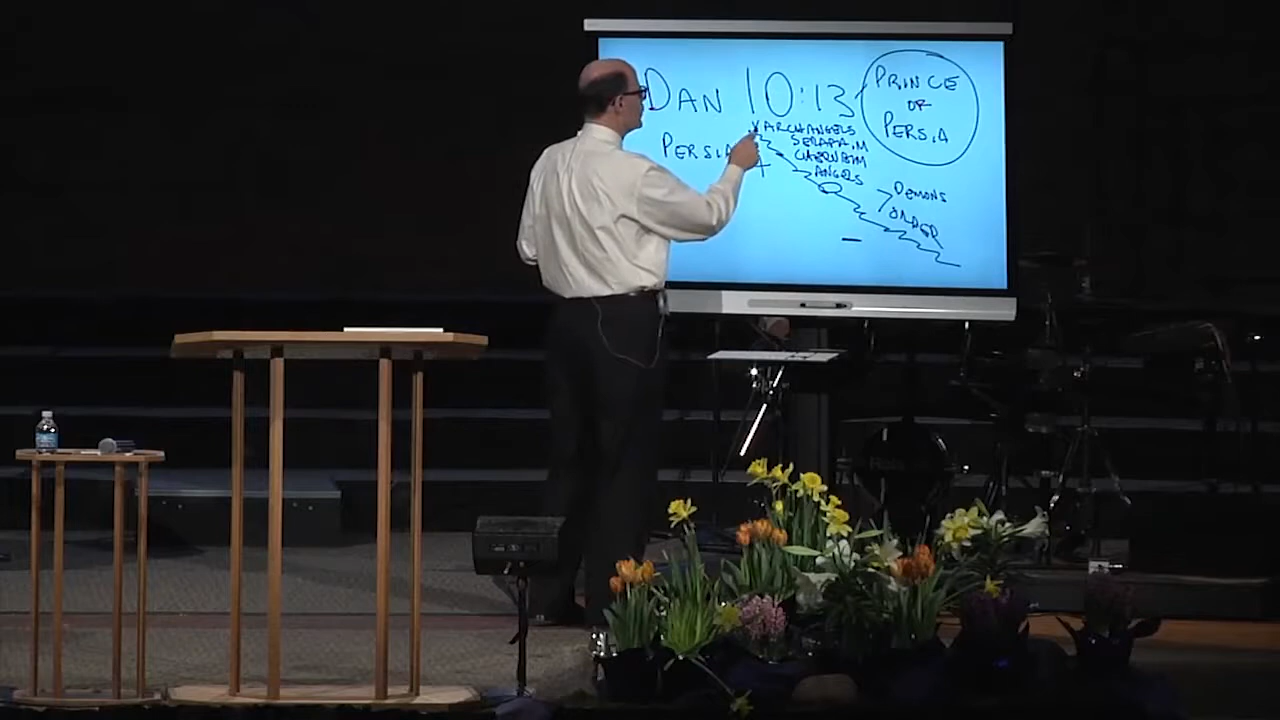 DAN 10:13
PRINCE
OF
PERSIA
ARCHANGELS
SERAPHIM
CHERUBIM
ANGELS
PERSIA
DEMONS
ORDER